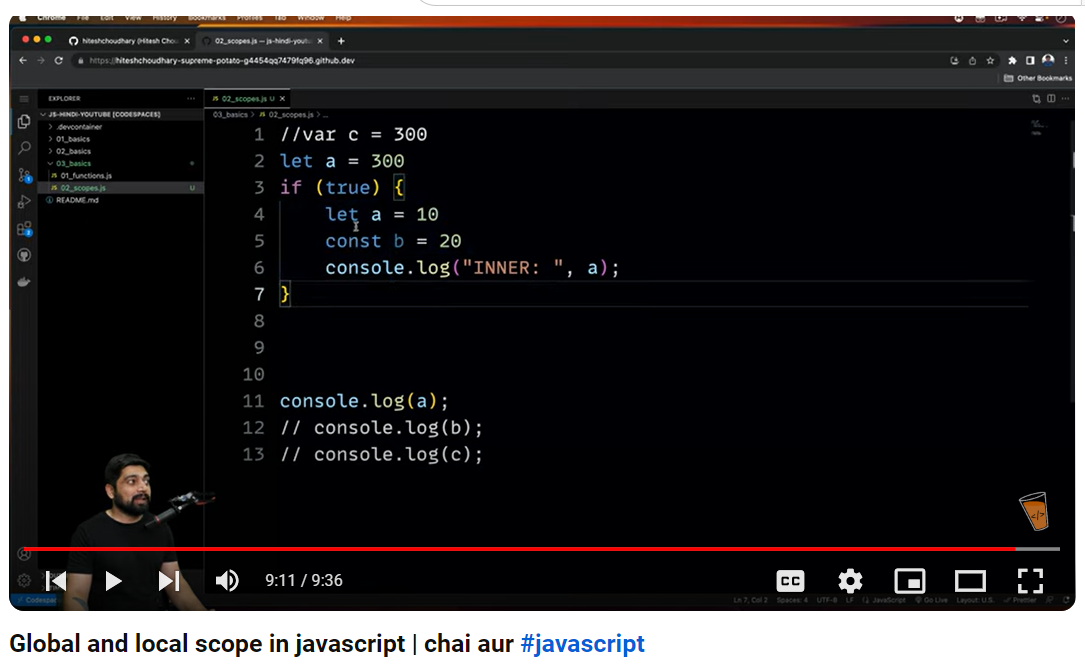 Chrome File Edit View History Bookmarks Profiles Tab Window Help
hiteshchoudhary (Hitesh Chou
02_scopes.js — js-hindi-yout
https://hiteshchoudhary-supreme-potato-g4454qq7479fq96.github.dev
Other Bookmarks
EXPLORER
JS-HINDI-YOUTUBE [CODESPACES]
.devcontainer
01_basics
02_basics
03_basics
JS 01_functions.js
JS 02_scopes.js U
README.md
JS 02_scopes.js U
03_basics > JS 02_scopes.js > ...
1 //var c = 300
2 let a = 300
3 if (true) {
4 let a = 10
5 const b = 20
6 console.log("INNER: ", a);
7 }
8
9
10
11 console.log(a);
12 // console.log(b);
13 // console.log(c);
</>
9:11 / 9:36
CC
Codespac
Ln 7, Col 2 Spaces: 4 UTF-8 LF JavaScript Go Live Layout: U.S. Prettier
Global and local scope in javascript | chai aur #javascript